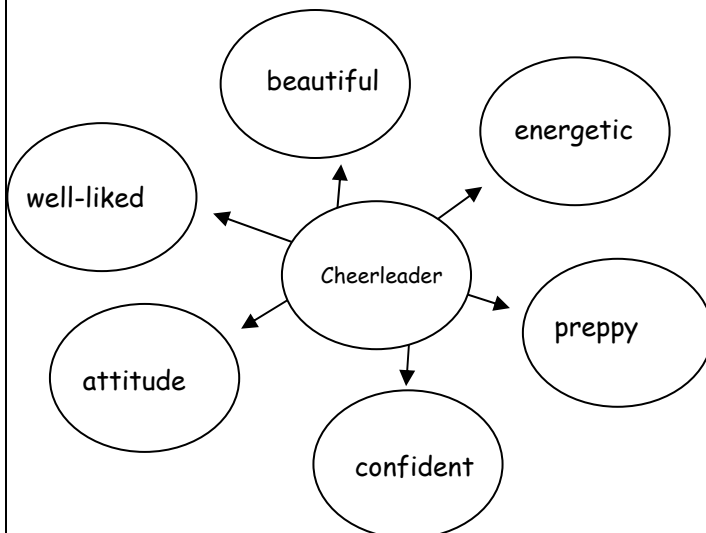 beautiful
energetic
well-liked
Cheerleader
preppy
attitude
confident